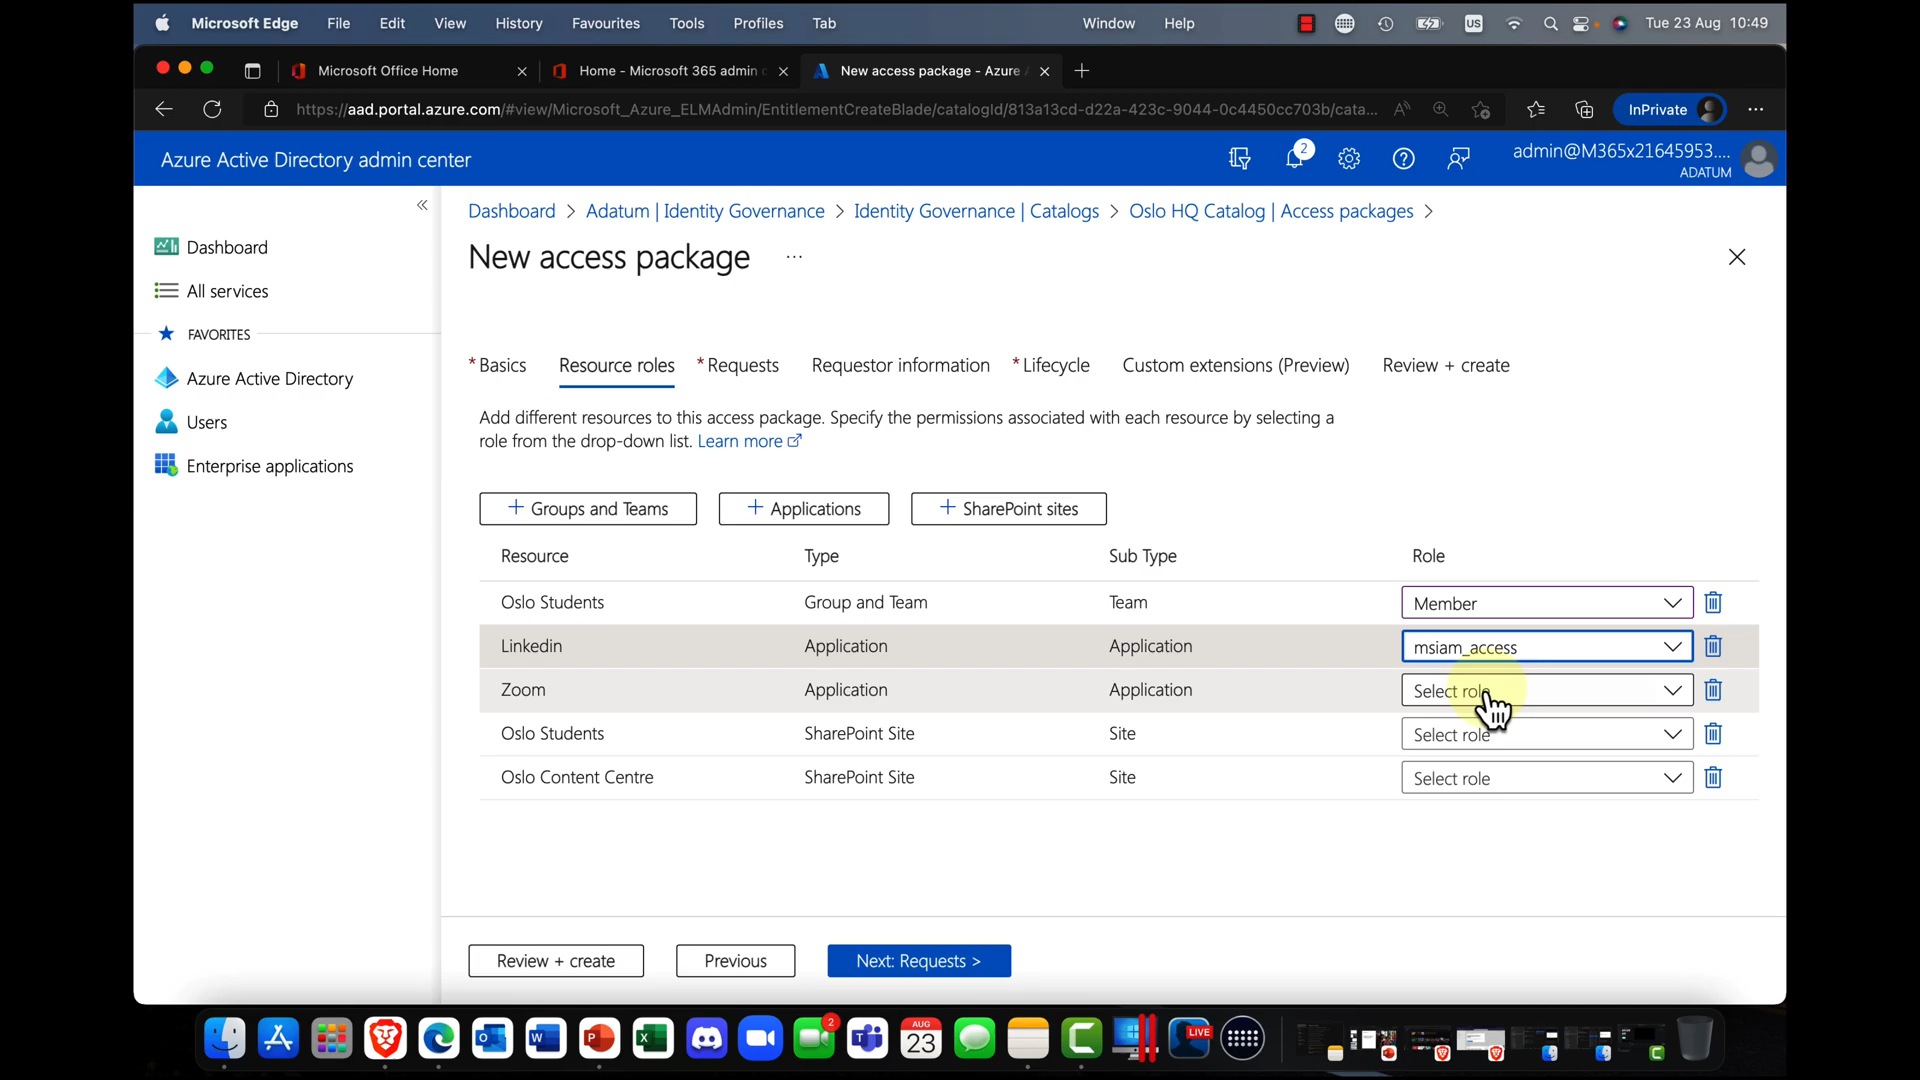 Microsoft Edge File Edit View History Favourites Tools Profiles Tab Window Help US Tue 23 Aug 10:49
Microsoft Office Home Home - Microsoft 365 admin c New access package - Azure A
https://aad.portal.azure.com/#view/Microsoft_Azure_ELMAdmin/EntitlementCreateBlade/catalogId/813a13cd-d22a-423c-9044-0c4450cc703b/cata... InPrivate
Azure Active Directory admin center 2 admin@M365x21645953....
ADATUM
Dashboard > Adatum | Identity Governance > Identity Governance | Catalogs > Oslo HQ Catalog | Access packages >
New access package ...
Dashboard
All services
FAVORITES
Azure Active Directory
Users
Enterprise applications
* Basics Resource roles * Requests Requestor information * Lifecycle Custom extensions (Preview) Review + create
Add different resources to this access package. Specify the permissions associated with each resource by selecting a
role from the drop-down list. Learn more
+ Groups and Teams + Applications + SharePoint sites
Resource Type Sub Type Role
Oslo Students Group and Team Team Member
Linkedin Application Application msiam_access
Zoom Application Application Select role
Oslo Students SharePoint Site Site Select role
Oslo Content Centre SharePoint Site Site Select role
Review + create Previous Next: Requests >
2 AUG 23 LIVE